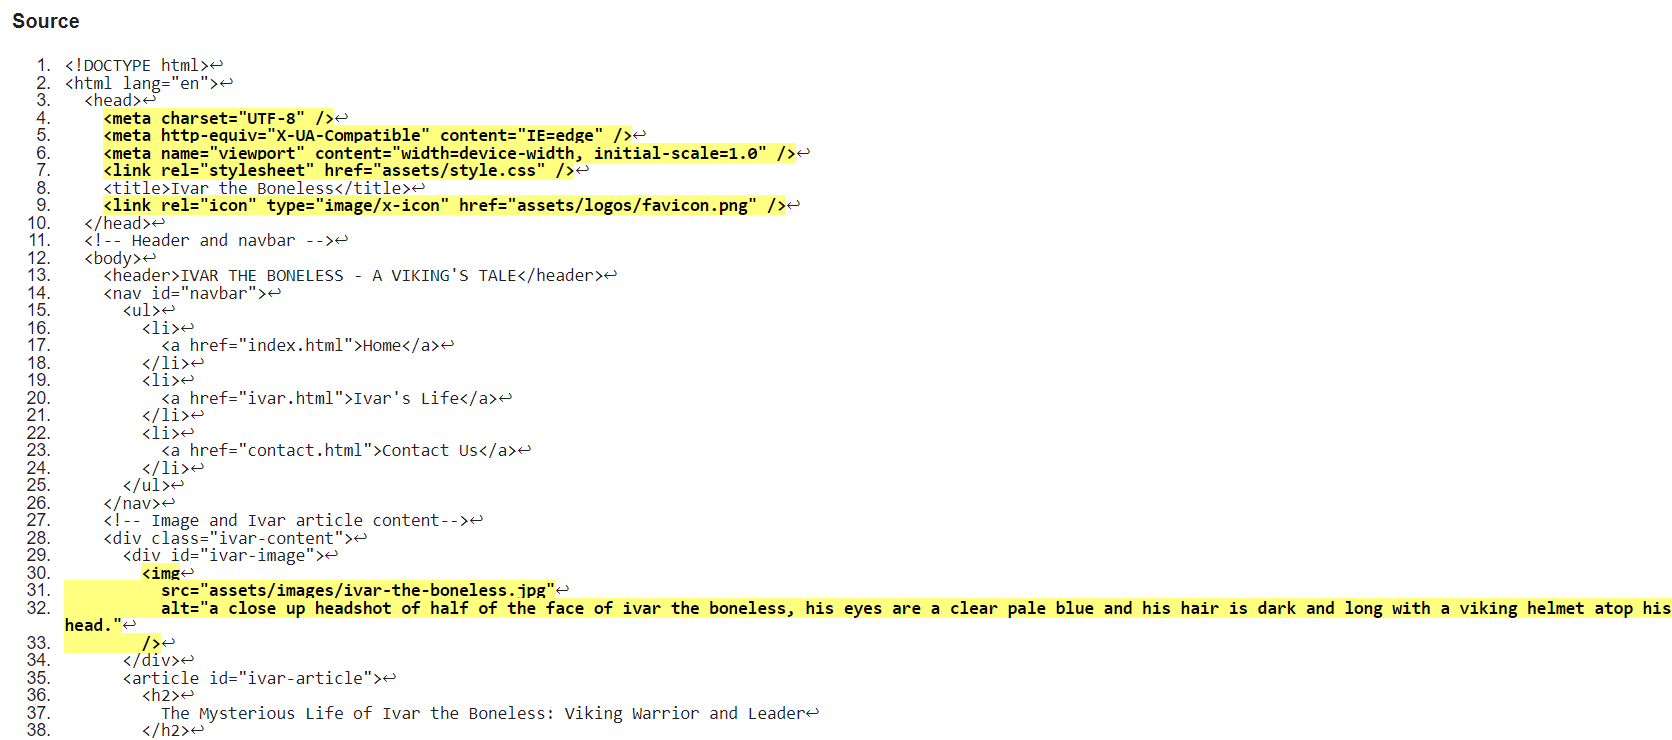 Source
1. <!DOCTYPE html>↩
2. <html lang="en">↩
3.   <head>↩
4.     <meta charset="UTF-8" />↩
5.     <meta http-equiv="X-UA-Compatible" content="IE=edge" />↩
6.     <meta name="viewport" content="width=device-width, initial-scale=1.0" />↩
7.     <link rel="stylesheet" href="assets/style.css" />↩
8.     <title>Ivar the Boneless</title>↩
9.     <link rel="icon" type="image/x-icon" href="assets/logos/favicon.png" />↩
10.   </head>↩
11.   <!-- Header and navbar -->↩
12.   <body>↩
13.     <header>IVAR THE BONELESS - A VIKING'S TALE</header>↩
14.     <nav id="navbar">↩
15.       <ul>↩
16.         <li>↩
17.           <a href="index.html">Home</a>↩
18.         </li>↩
19.         <li>↩
20.           <a href="ivar.html">Ivar's Life</a>↩
21.         </li>↩
22.         <li>↩
23.           <a href="contact.html">Contact Us</a>↩
24.         </li>↩
25.       </ul>↩
26.     </nav>↩
27.     <!-- Image and Ivar article content-->↩
28.     <div class="ivar-content">↩
29.       <div id="ivar-image">↩
30.         <img↩
31.           src="assets/images/ivar-the-boneless.jpg"↩
32.           alt="a close up headshot of half of the face of ivar the boneless, his eyes are a clear pale blue and his hair is dark and long with a viking helmet atop his
head."↩
33.         />↩
34.       </div>↩
35.       <article id="ivar-article">↩
36.         <h2>↩
37.           The Mysterious Life of Ivar the Boneless: Viking Warrior and Leader↩
38.         </h2>↩